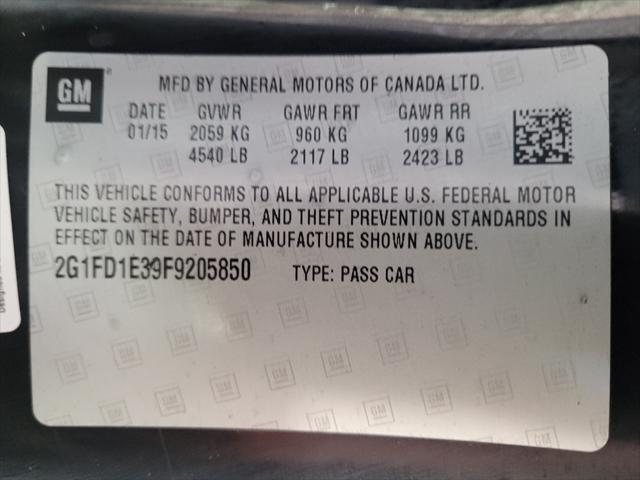 GM ®
MFD BY GENERAL MOTORS OF CANADA LTD.
DATE GVWR GAWR FRT GAWR RR
01/15 2059 KG 960 KG 1099 KG
4540 LB 2117 LB 2423 LB
THIS VEHICLE CONFORMS TO ALL APPLICABLE U.S. FEDERAL MOTOR
VEHICLE SAFETY, BUMPER, AND THEFT PREVENTION STANDARDS IN
EFFECT ON THE DATE OF MANUFACTURE SHOWN ABOVE.
2G1FD1E39F9205850 TYPE: PASS CAR